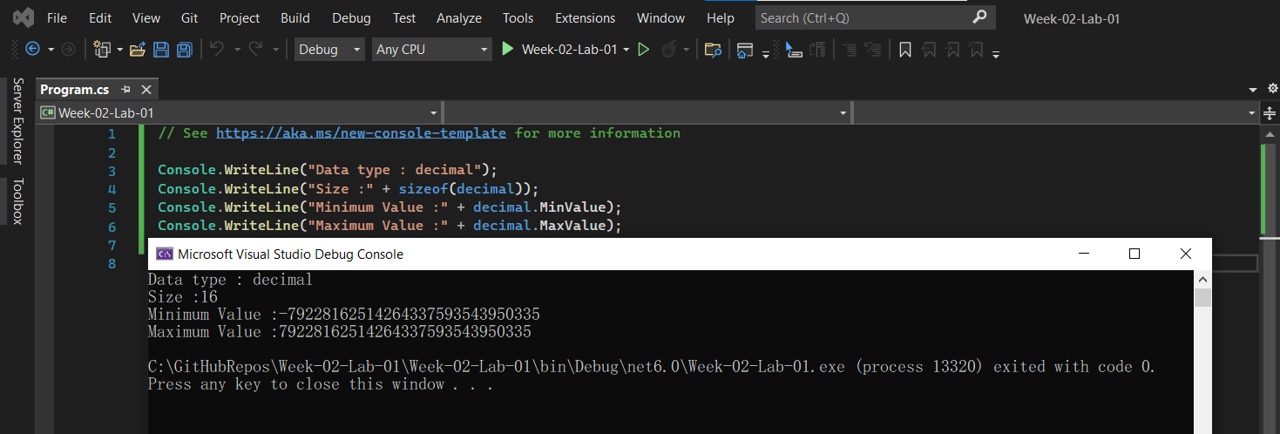 File Edit View Git Project Build Debug Test Analyze Tools Extensions Window Help Search (Ctrl+Q) Week-02-Lab-01
Debug Any CPU Week-02-Lab-01
Server Explorer
Toolbox
Program.cs
C# Week-02-Lab-01
1 // See https://aka.ms/new-console-template for more information
2
3 Console.WriteLine("Data type : decimal");
4 Console.WriteLine("Size :" + sizeof(decimal));
5 Console.WriteLine("Minimum Value :" + decimal.MinValue);
6 Console.WriteLine("Maximum Value :" + decimal.MaxValue);
7
8
C:\ Microsoft Visual Studio Debug Console
Data type : decimal
Size :16
Minimum Value :-79228162514264337593543950335
Maximum Value :79228162514264337593543950335
C:\GitHubRepos\Week-02-Lab-01\Week-02-Lab-01\bin\Debug\net6.0\Week-02-Lab-01.exe (process 13320) exited with code 0.
Press any key to close this window . . .